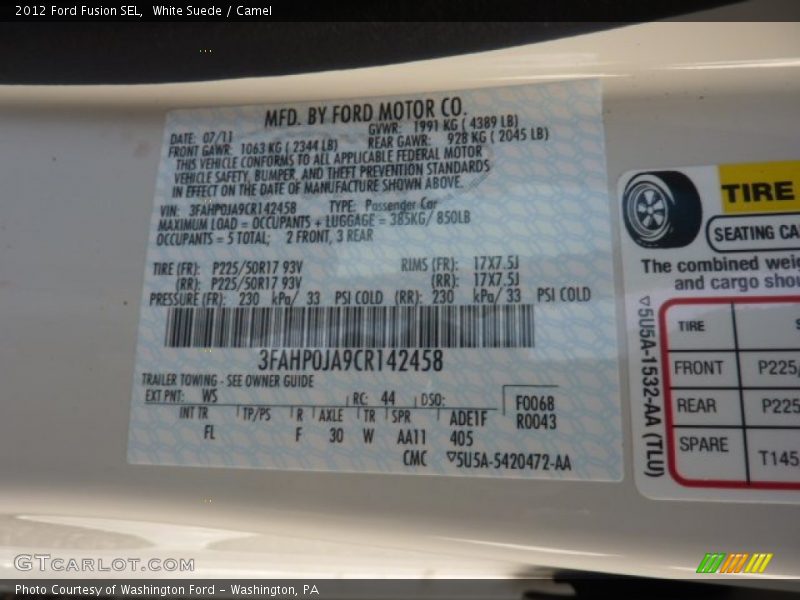 2012 Ford Fusion SEL,  White Suede / Camel
MFD. BY FORD MOTOR CO.
DATE: 07/11 GVWR: 1991 KG ( 4389 LB)
FRONT GAWR: 1063 KG ( 2344 LB) REAR GAWR: 928 KG ( 2045 LB)
THIS VEHICLE CONFORMS TO ALL APPLICABLE FEDERAL MOTOR
VEHICLE SAFETY, BUMPER, AND THEFT PREVENTION STANDARDS
IN EFFECT ON THE DATE OF MANUFACTURE SHOWN ABOVE.
VIN: 3FAHP0JA9CR142458 TYPE: Passenger Car
MAXIMUM LOAD = OCCUPANTS + LUGGAGE = 385KG/ 850LB
OCCUPANTS = 5 TOTAL; 2 FRONT, 3 REAR
TIRE (FR): P225/50R17 93V RIMS (FR): 17X7.5J
(RR): P225/50R17 93V (RR): 17X7.5J
PRESSURE (FR): 230 kPa/ 33 PSI COLD (RR): 230 kPa/ 33 PSI COLD
3FAHP0JA9CR142458
TRAILER TOWING - SEE OWNER GUIDE
EXT PNT: WS RC: 44 DSO: F0068
INT TR TP/PS R AXLE TR SPR ADE1F R0043
FL F 30 W AA11 405
CMC ▽5U5A-5420472-AA
TIRE
SEATING
The combined
and cargo
▽5U5A-1532-AA (TLU)
TIRE
FRONT P225/
REAR P225
SPARE T145
GTCARLOT.COM
Photo Courtesy of Washington Ford - Washington, PA